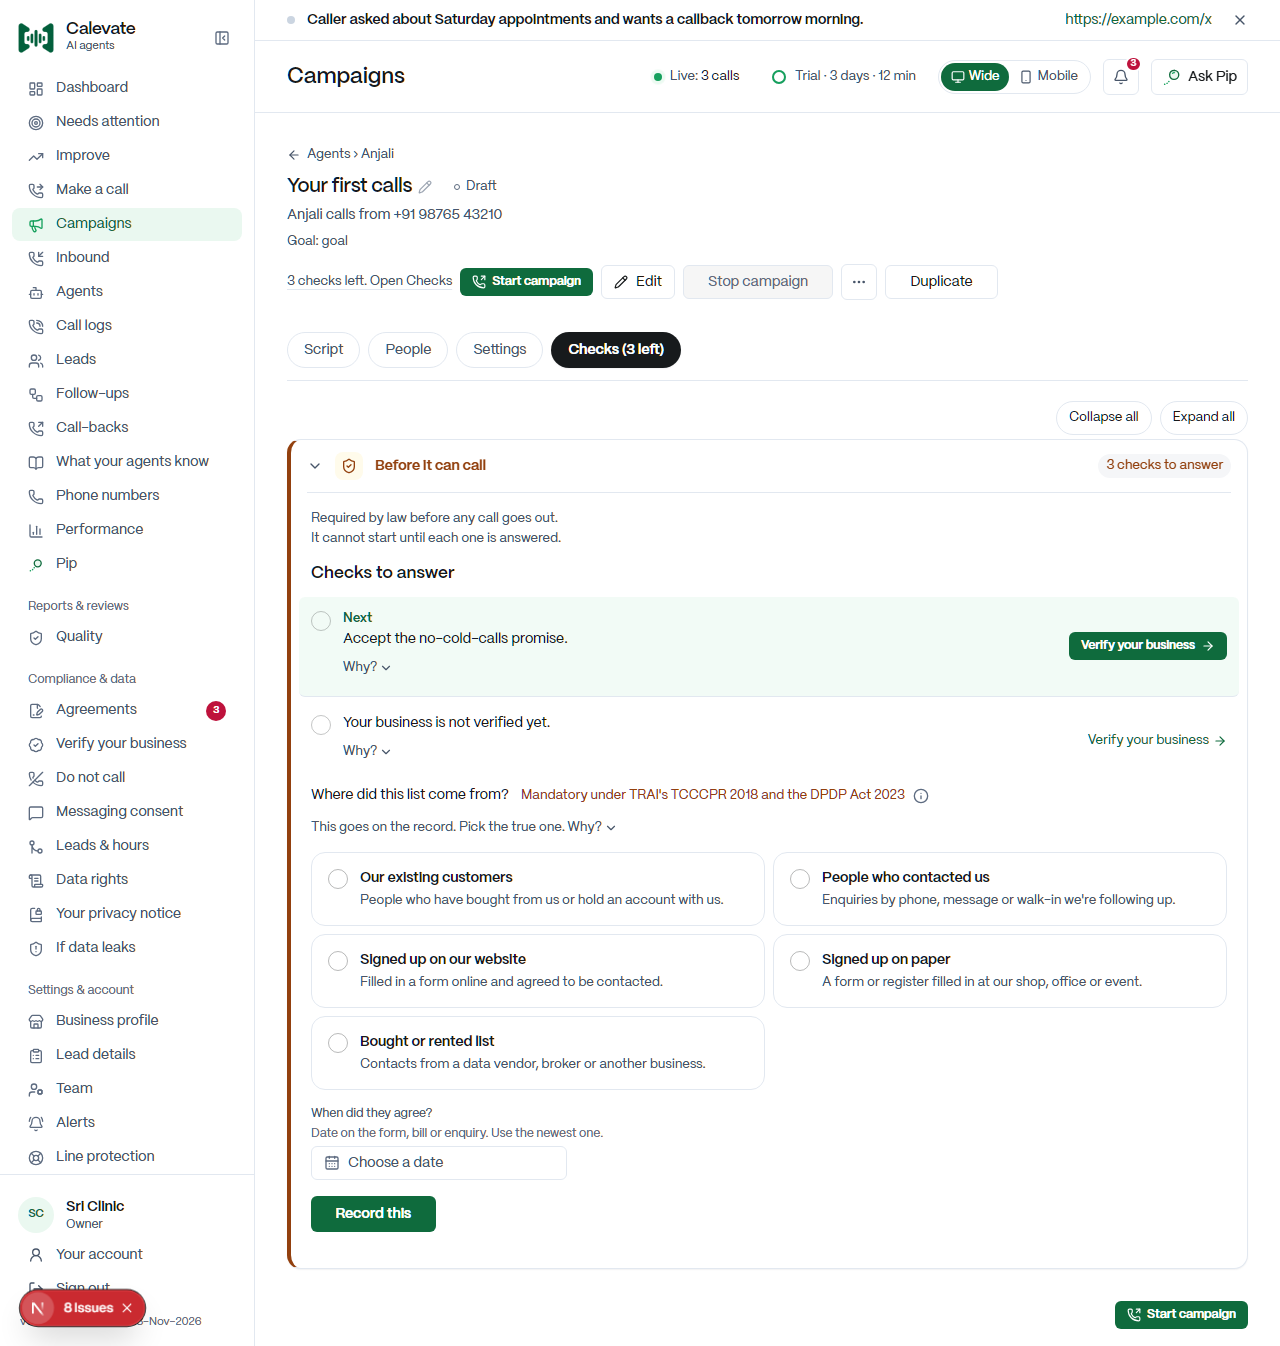 Calevate
AI agents
Dashboard
Needs attention
Improve
Make a call
Campaigns
Inbound
Agents
Call logs
Leads
Follow-ups
Call-backs
What your agents know
Phone numbers
Performance
Pip
Reports & reviews
Quality
Compliance & data
Agreements 3
Verify your business
Do not call
Messaging consent
Leads & hours
Data rights
Your privacy notice
If data leaks
Settings & account
Business profile
Lead details
Team
Alerts
Line protection
SC
Sri Clinic
Owner
Your account
Sign out
N 8 Issues
-Nov-2026
Caller asked about Saturday appointments and wants a callback tomorrow morning. https://example.com/x
Campaigns
Live: 3 calls
Trial · 3 days · 12 min
Wide
Mobile
3
Ask Pip
Agents › Anjali
Your first calls
Draft
Anjali calls from +91 98765 43210
Goal: goal
3 checks left. Open Checks
Start campaign
Edit
Stop campaign
Duplicate
Script
People
Settings
Checks (3 left)
Collapse all
Expand all
Before it can call
3 checks to answer
Required by law before any call goes out.
It cannot start until each one is answered.
Checks to answer
Next
Accept the no-cold-calls promise.
Why?
Verify your business
Your business is not verified yet.
Why?
Verify your business
Where did this list come from? Mandatory under TRAI's TCCCPR 2018 and the DPDP Act 2023
This goes on the record. Pick the true one. Why?
Our existing customers
People who have bought from us or hold an account with us.
People who contacted us
Enquiries by phone, message or walk-in we're following up.
Signed up on our website
Filled in a form online and agreed to be contacted.
Signed up on paper
A form or register filled in at our shop, office or event.
Bought or rented list
Contacts from a data vendor, broker or another business.
When did they agree?
Date on the form, bill or enquiry. Use the newest one.
Choose a date
Record this
Start campaign